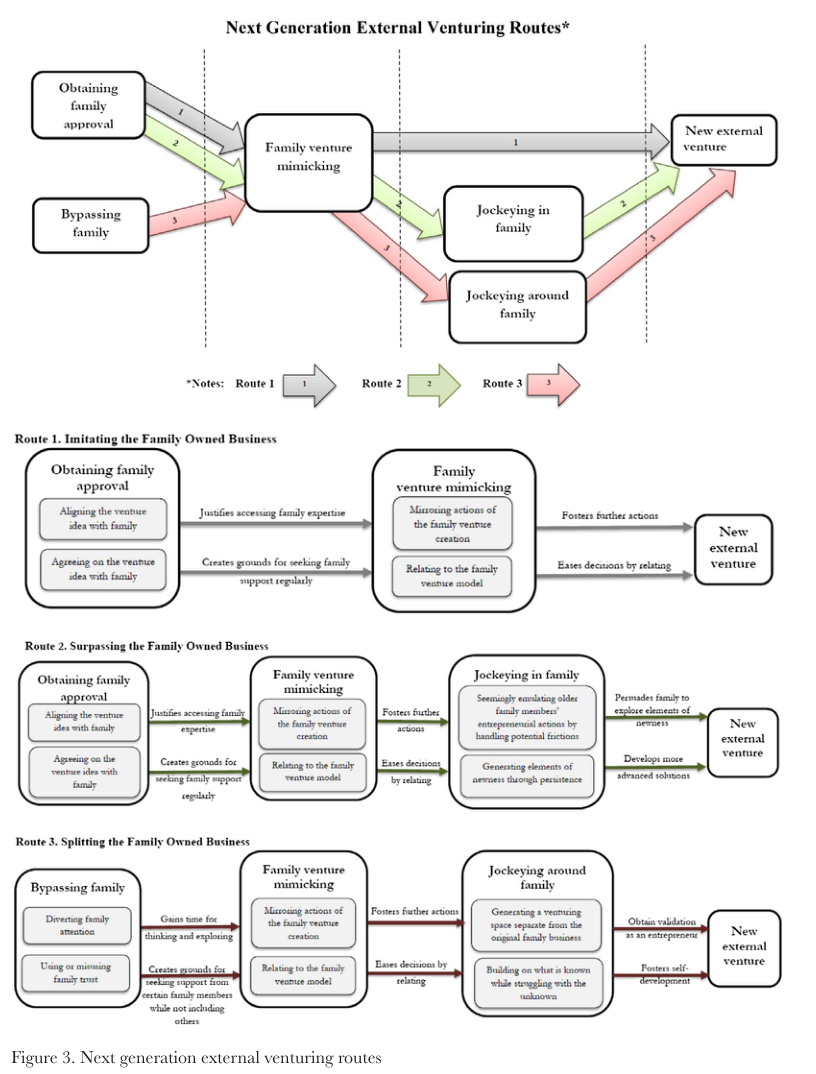 Next Generation External Venturing Routes*
Obtaining
family
approval
Bypassing
family
Family venture
mimicking
Jockeying in
family
Jockeying around
family
New external
venture
1
2
3
1
2
3
2
3
*Notes: Route 1 1 Route 2 2 Route 3 3
Route 1. Imitating the Family Owned Business
Obtaining family
approval
Aligning the venture
idea with family
Agreeing on the venture
idea with family
Justifies accessing family expertise
Creates grounds for seeking family
support regularly
Family
venture mimicking
Mirroring actions of
the family venture
creation
Relating to the family
venture model
Fosters further actions
Eases decisions by relating
New
external
venture
Route 2. Surpassing the Family Owned Business
Obtaining family
approval
Aligning the venture
idea with family
Agreeing on the
venture idea with
family
Justifies accessing family
expertise
Creates grounds for
seeking family support
regularly
Family venture
mimicking
Mirroring actions of
the family venture
creation
Relating to the family
venture model
Fosters further
actions
Eases decisions
by relating
Jockeying in family
Seemingly emulating older
family members'
entrepreneurial actions by
handling potential frictions
Generating elements of
newness through persistence
Persuades family to
explore elements of
newness
Develops more
advanced solutions
New
external
venture
Route 3. Splitting the Family Owned Business
Bypassing family
Diverting family
attention
Using or misusing
family trust
Gains time for
thinking and exploring
Creates grounds for
seeking support from
certain family members
while not including
others
Family venture
mimicking
Mirroring actions of
the family venture
creation
Relating to the family
venture model
Fosters further actions
Eases decisions by
relating
Jockeying around
family
Generating a venturing
space separate from the
original family business
Building on what is known
while struggling with the
unknown
Obtain validation
as an entrepreneur
Fosters self-
development
New
external
venture
Figure 3. Next generation external venturing routes